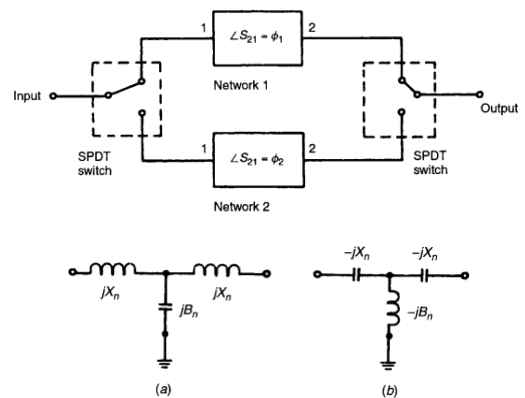 1
∠S₂₁ = ϕ₁
2
Network 1
Input
Output
SPDT
switch
SPDT
switch
1
∠S₂₁ = ϕ₂
2
Network 2
jXₙ
jXₙ
jBₙ
(a)
−jXₙ
−jXₙ
−jBₙ
(b)